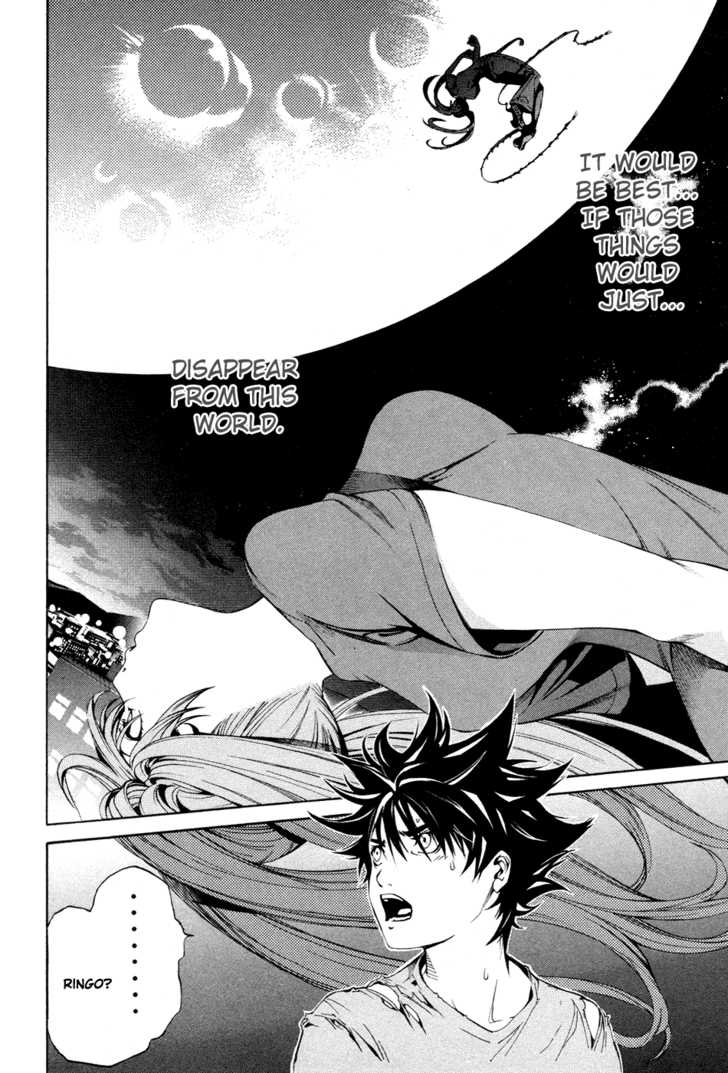 IT WOULD
BE BEST...
IF THOSE
THINGS
WOULD
JUST...
DISAPPEAR
FROM THIS
WORLD.
.......
RINGO?